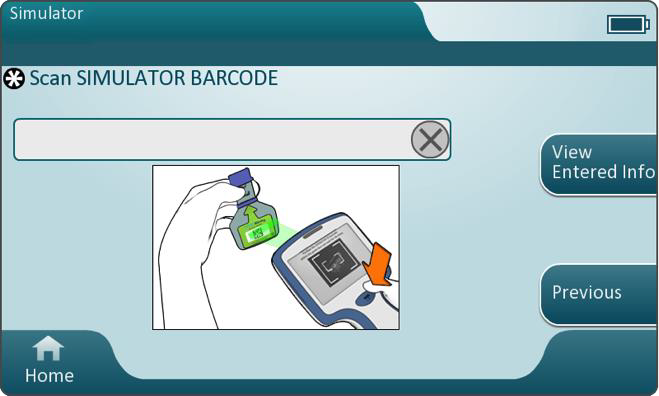 Simulator
Scan SIMULATOR BARCODE
View
Entered Info
Previous
Home